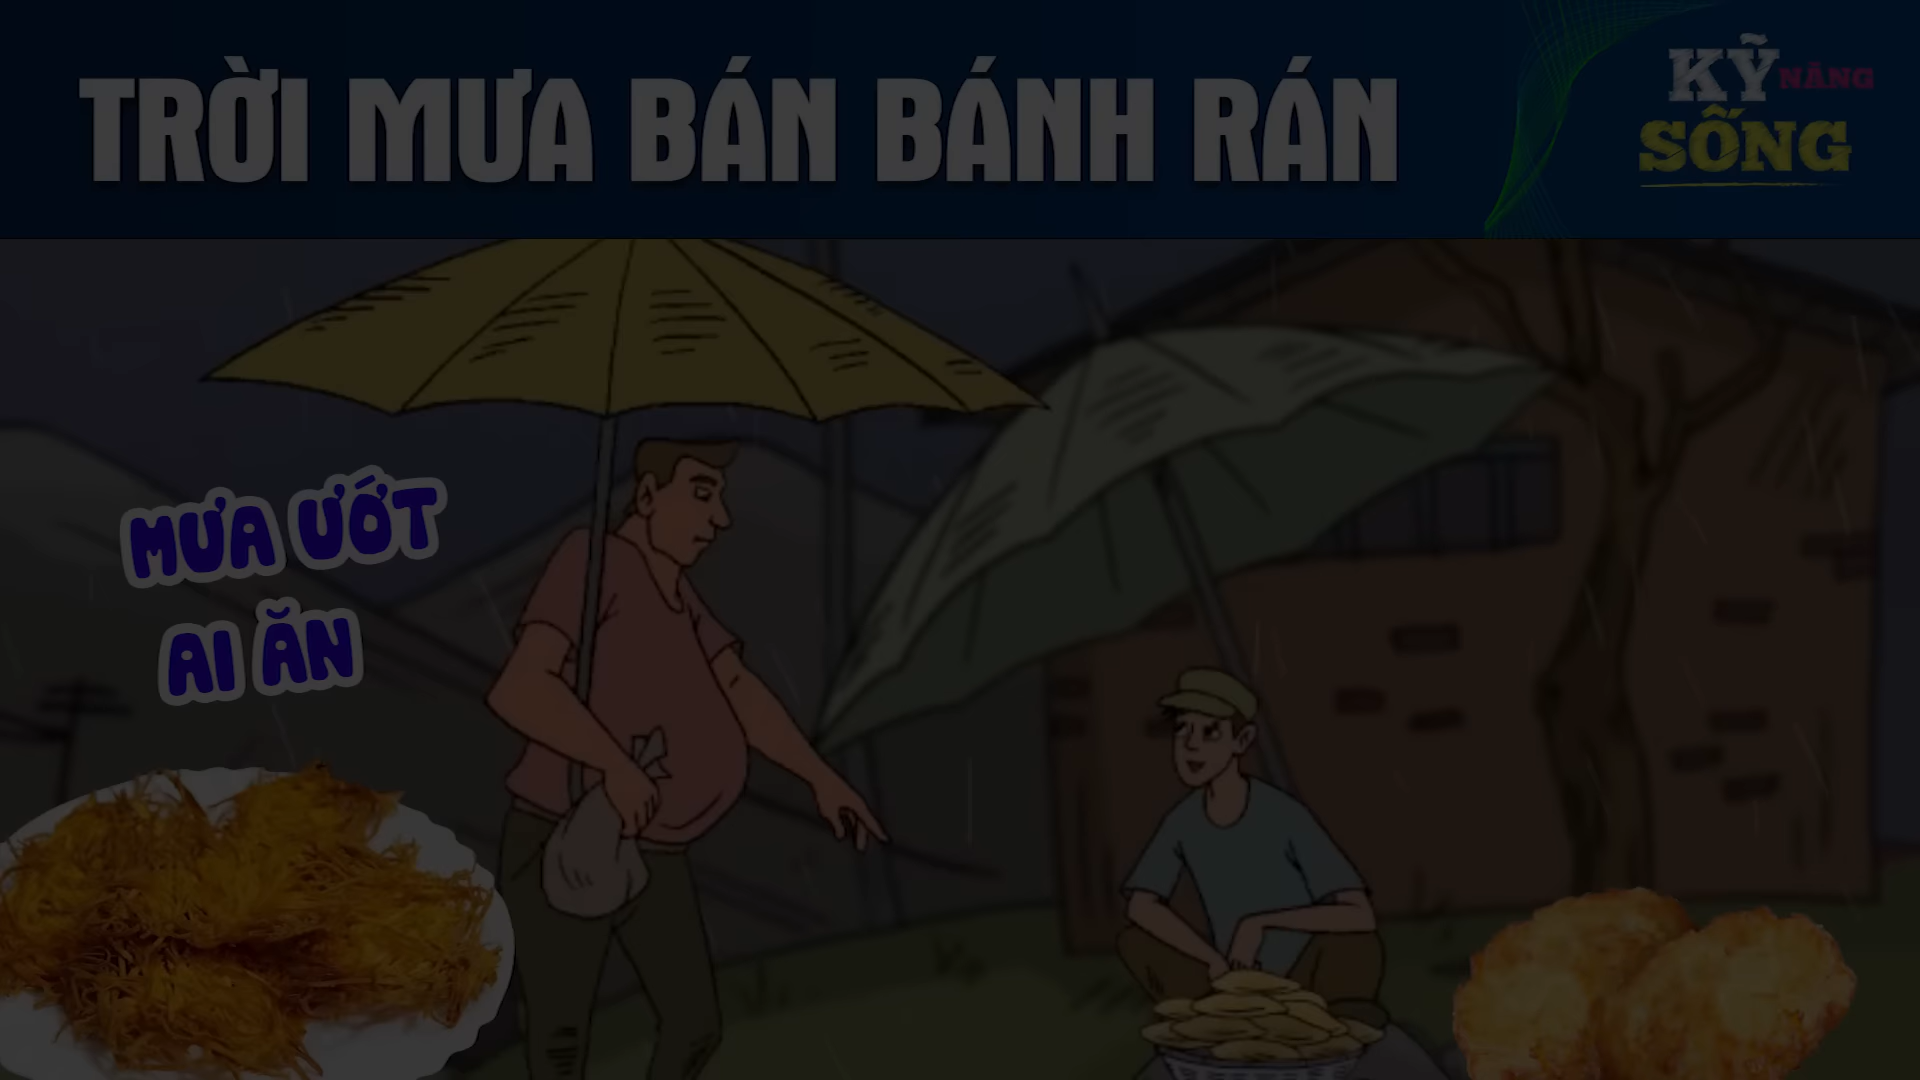 TRỜI MƯA BÁN BÁNH RÁN
KỸ NĂNG
SỐNG
MƯA ƯỚT
AI ĂN